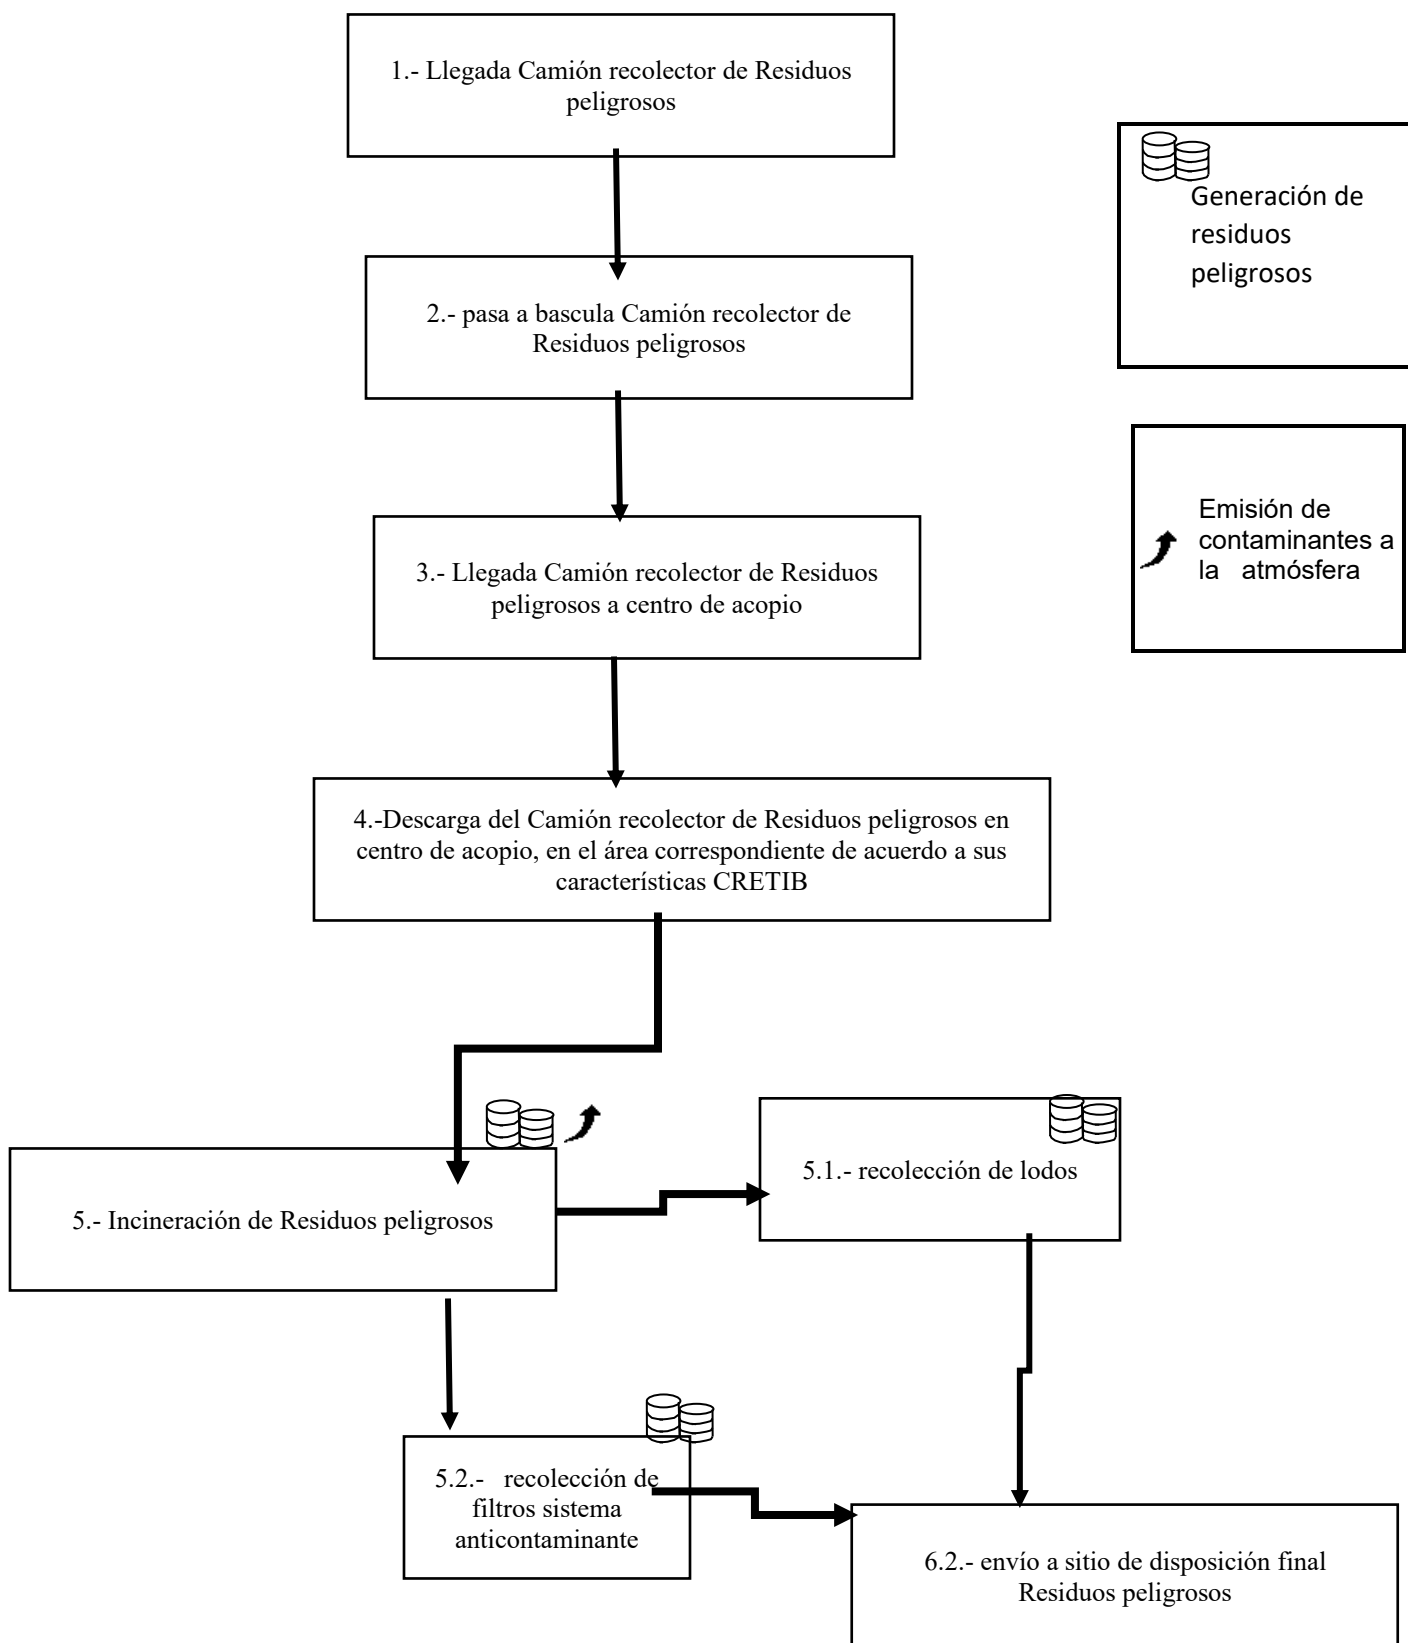 1.- Llegada Camión recolector de Residuos
peligrosos
Generación de
residuos
peligrosos
2.- pasa a bascula Camión recolector de
Residuos peligrosos
Emisión de
contaminantes a
la atmósfera
3.- Llegada Camión recolector de Residuos
peligrosos a centro de acopio
4.-Descarga del Camión recolector de Residuos peligrosos en
centro de acopio, en el área correspondiente de acuerdo a sus
características CRETIB
5.- Incineración de Residuos peligrosos
5.1.- recolección de lodos
5.2.- recolección de
filtros sistema
anticontaminante
6.2.- envío a sitio de disposición final
Residuos peligrosos